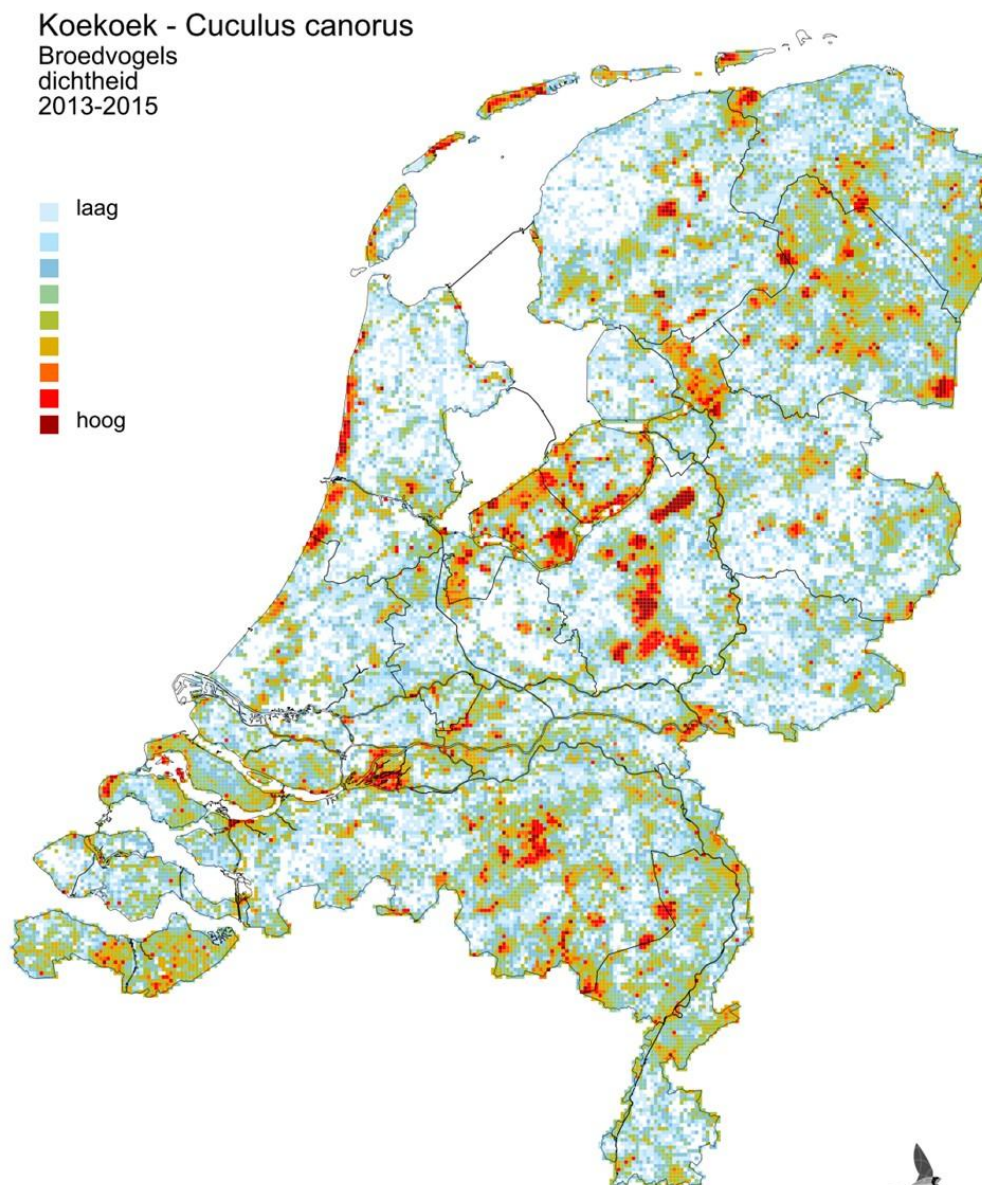 Koekoek - Cuculus canorus
Broedvogels
dichtheid
2013-2015
laag
hoog